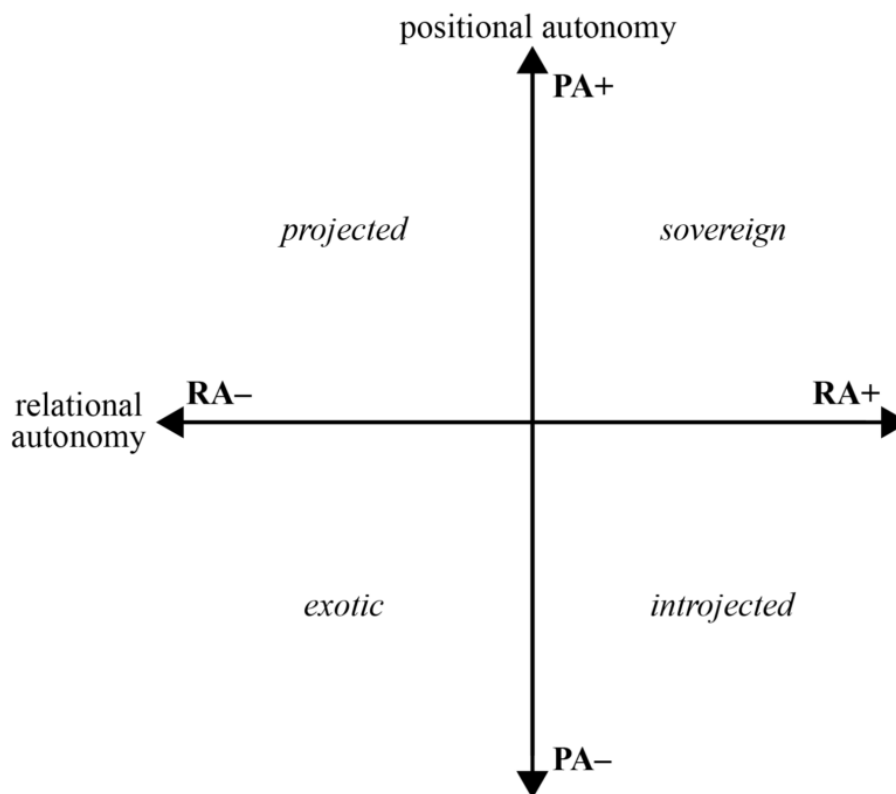 positional autonomy
PA+
projected
sovereign
RA–
RA+
relational
autonomy
exotic
introjected
PA–